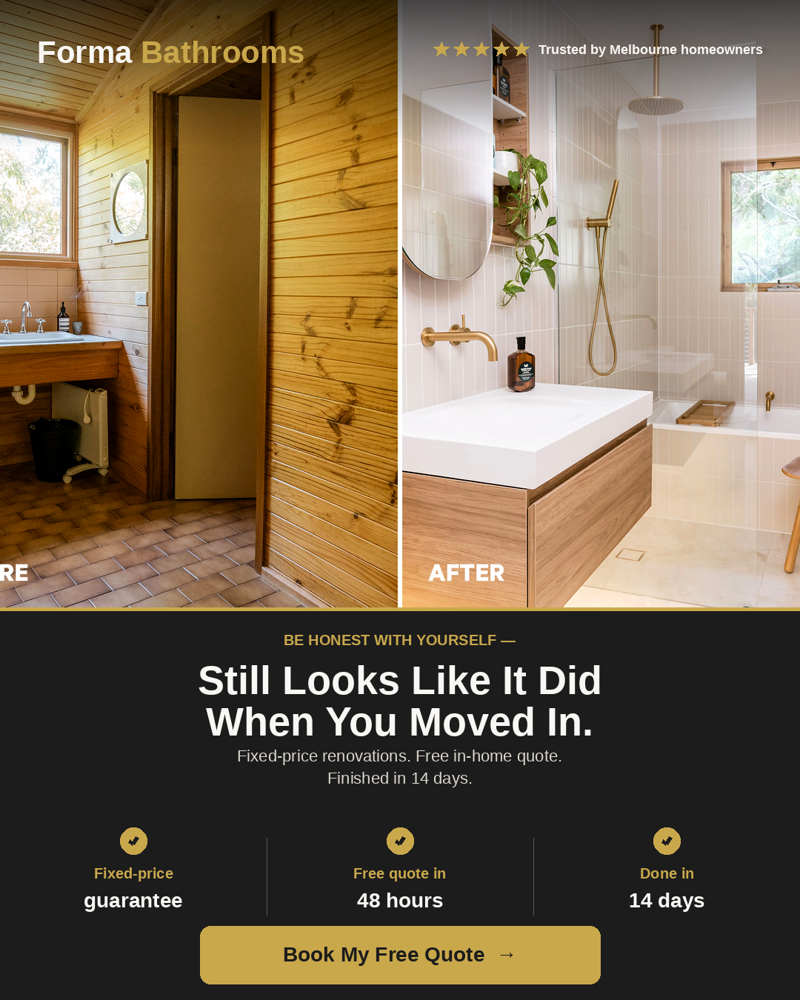 Forma Bathrooms
★★★★★ Trusted by Melbourne homeowners
RE
AFTER
BE HONEST WITH YOURSELF —
Still Looks Like It Did
When You Moved In.
Fixed-price renovations. Free in-home quote.
Finished in 14 days.
Fixed-price
guarantee
Free quote in
48 hours
Done in
14 days
Book My Free Quote →